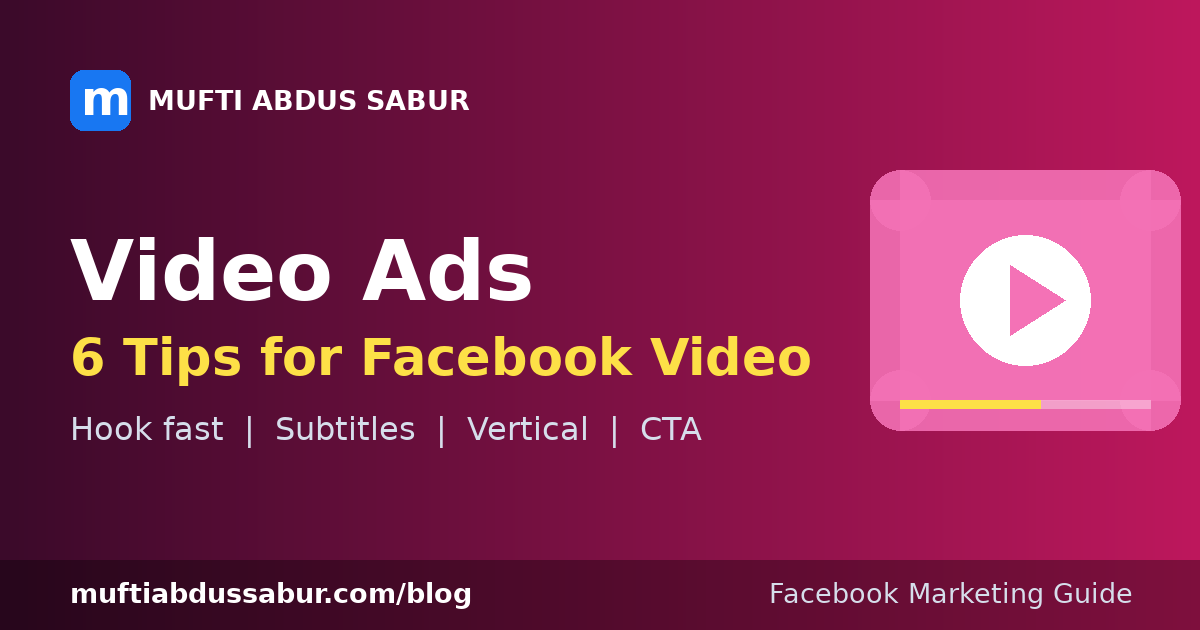 m MUFTI ABDUS SABUR
Video Ads
6 Tips for Facebook Video
Hook fast | Subtitles | Vertical | CTA
muftiabdussabur.com/blog
Facebook Marketing Guide